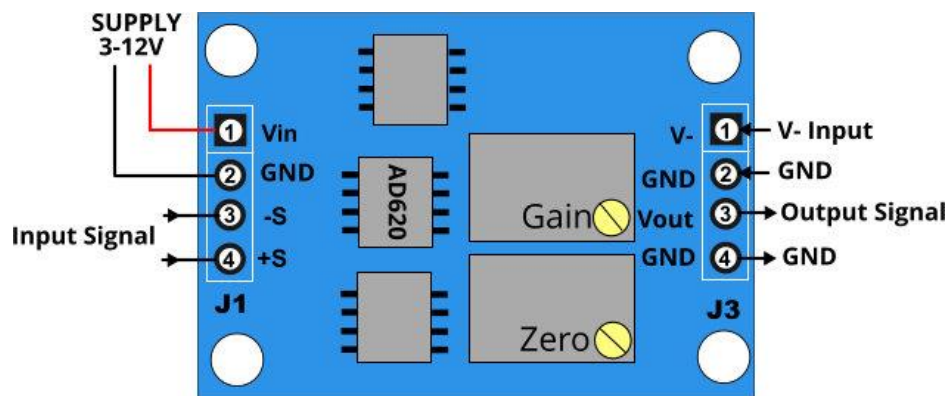 SUPPLY
3-12V
1 Vin
2 GND
3 -S
4 +S
Input Signal
J1
AD620
Gain
Zero
V- 1 V- Input
GND 2 GND
Vout 3 Output Signal
GND 4 GND
J3